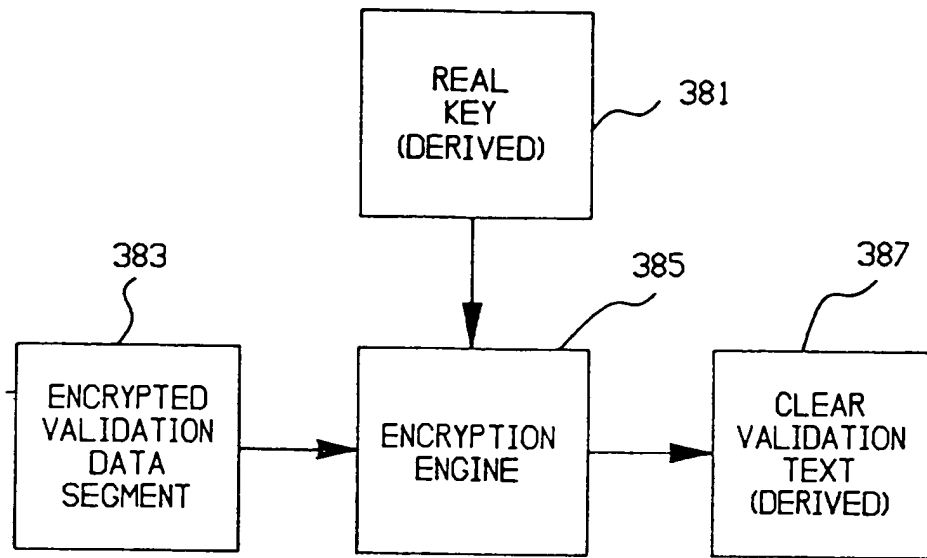 REAL
KEY
(DERIVED)
381
383
385
387
ENCRYPTED
VALIDATION
DATA
SEGMENT
ENCRYPTION
ENGINE
CLEAR
VALIDATION
TEXT
(DERIVED)